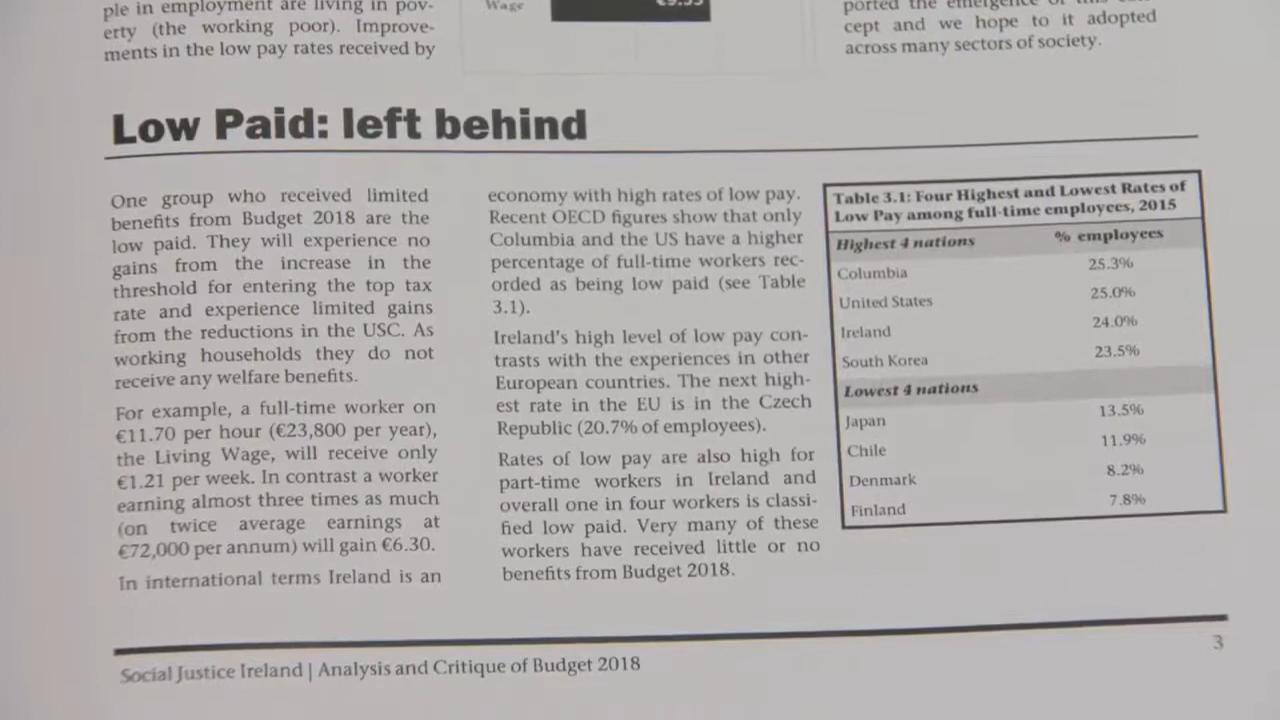 ple in employment are living in pov-
erty (the working poor). Improve-
ments in the low pay rates received by
Wage
€9.55
ported the emergence of this
cept and we hope to it adopted
across many sectors of society.
Low Paid: left behind
One group who received limited
benefits from Budget 2018 are the
low paid. They will experience no
gains from the increase in the
threshold for entering the top tax
rate and experience limited gains
from the reductions in the USC. As
working households they do not
receive any welfare benefits.
For example, a full-time worker on
€11.70 per hour (€23,800 per year),
the Living Wage, will receive only
€1.21 per week. In contrast a worker
earning almost three times as much
(on twice average earnings at
€72,000 per annum) will gain €6.30.
In international terms Ireland is an
economy with high rates of low pay.
Recent OECD figures show that only
Columbia and the US have a higher
percentage of full-time workers rec-
orded as being low paid (see Table
3.1).
Ireland's high level of low pay con-
trasts with the experiences in other
European countries. The next high-
est rate in the EU is in the Czech
Republic (20.7% of employees).
Rates of low pay are also high for
part-time workers in Ireland and
overall one in four workers is classi-
fied low paid. Very many of these
workers have received little or no
benefits from Budget 2018.
Table 3.1: Four Highest and Lowest Rates of
Low Pay among full-time employees, 2015
Highest 4 nations % employees
Columbia 25.3%
United States 25.0%
Ireland 24.0%
South Korea 23.5%
Lowest 4 nations
Japan 13.5%
Chile 11.9%
Denmark 8.2%
Finland 7.8%
Social Justice Ireland | Analysis and Critique of Budget 2018
3